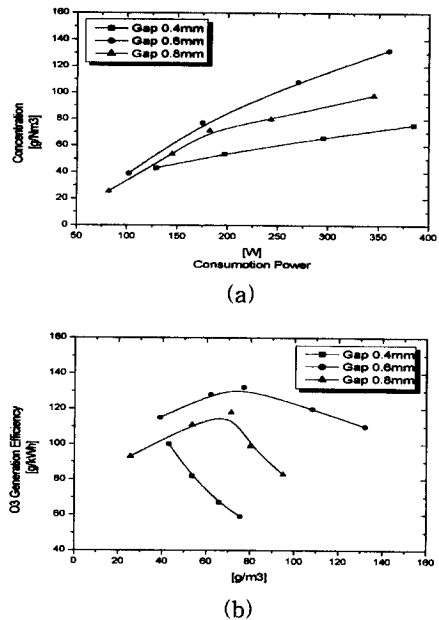 160
140
120
100
80
60
40
20
0
Concentration
[g/Nm3]
Gap 0.4mm
Gap 0.6mm
Gap 0.8mm
50 100 150 200 250 300 350 400
[W]
Consumption Power
(a)
160
140
120
100
80
60
40
O3 Generation Efficiency
[g/kWh]
Gap 0.4mm
Gap 0.6mm
Gap 0.8mm
0 20 40 60 80 100 120 140 160
[g/m3]
(b)